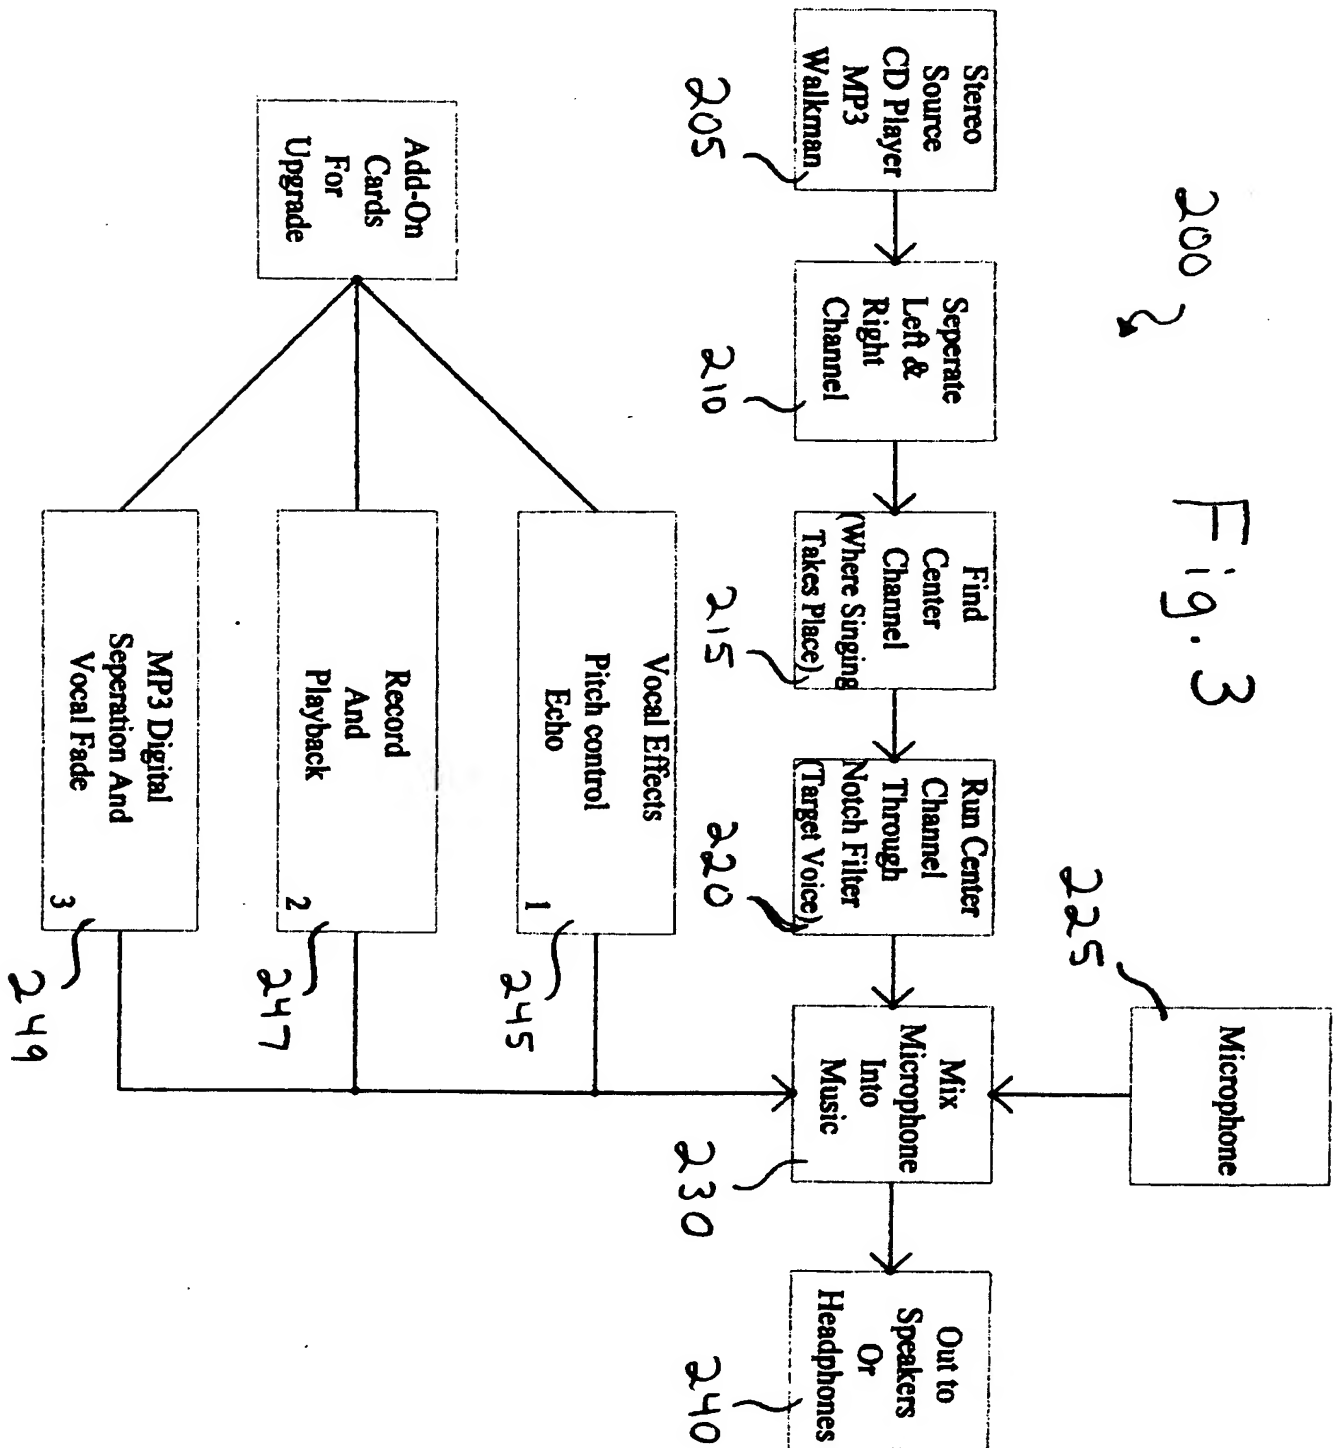 200
Fig. 3
225
Microphone
Stereo
Source
CD Player
MP3
Walkman
205
Seperate
Left &
Right
Channel
210
Find
Center
Channel
(Where Singing
Takes Place)
215
Run Center
Channel
Through
Notch Filter
(Target Voice)
220
Mix
Microphone
Into
Music
230
Out to
Speakers
Or
Headphones
240
Add-On
Cards
For
Upgrade
Vocal Effects
Pitch control
Echo
1
245
Record
And
Playback
2
247
MP3 Digital
Seperation And
Vocal Fade
3
249